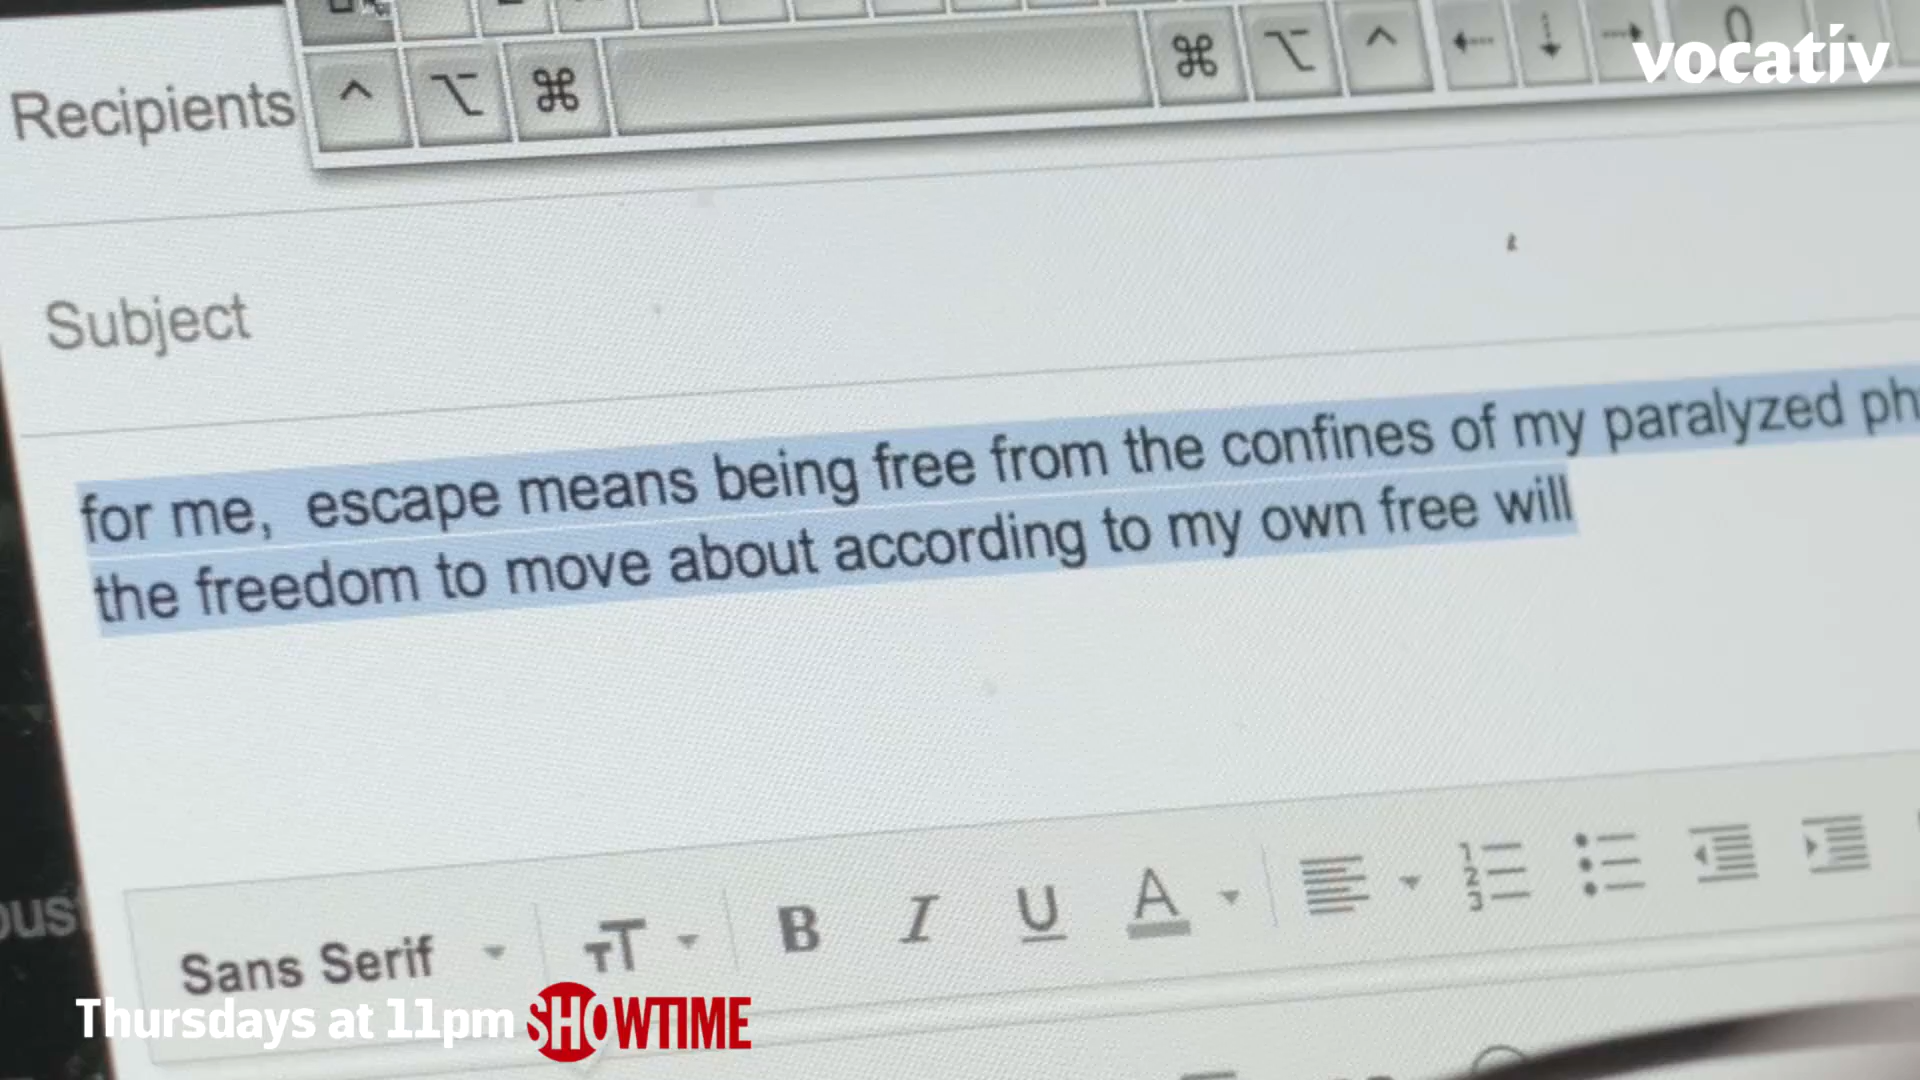 vocativ
Recipients
Subject
for me, escape means being free from the confines of my paralyzed ph
the freedom to move about according to my own free will
Sans Serif
B I U A
Thursdays at 11pm SHOWTIME